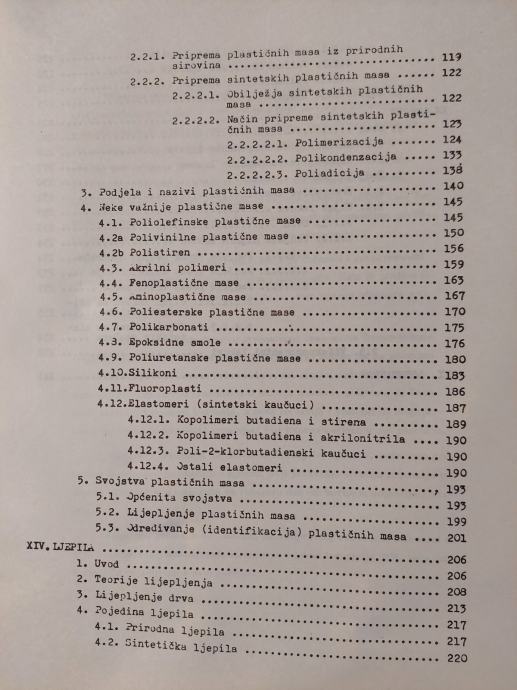 2.2.1. Priprema plastičnih masa iz prirodnih
sirovina .................................. 119
2.2.2. Priprema sintetskih plastičnih masa ...... 122
2.2.2.1. Obilježja sintetskih plastičnih
masa ............................ 122
2.2.2.2. Način pripreme sintetskih plasti-
čnih masa ....................... 123
2.2.2.2.1. Polimerizacija ....... 124
2.2.2.2.2. Polikondenzacija ..... 133
2.2.2.2.3. Poliadicija .......... 138
3. Podjela i nazivi plastičnih masa ..................... 140
4. Neke važnije plastične mase .......................... 145
4.1. Poliolefinske plastične mase .................... 145
4.2a Polivinilne plastične mase ...................... 150
4.2b Polistiren ...................................... 156
4.3. Akrilni polimeri ................................ 159
4.4. Fenoplastične mase .............................. 163
4.5. Aminoplastične mase ............................. 167
4.6. Poliesterske plastične mase ..................... 170
4.7. Polikarbonati ................................... 175
4.8. Epoksidne smole ................................. 176
4.9. Poliuretanske plastične mase .................... 180
4.10.Silikoni ........................................ 183
4.11.Fluoroplasti .................................... 186
4.12.Elastomeri (sintetski kaučuci) .................. 187
4.12.1. Kopolimeri butadiena i stirena .......... 189
4.12.2. Kopolimeri butadiena i akrilonitrila .... 190
4.12.3. Poli-2-klorbutadienski kaučuci .......... 190
4.12.4. Ostali elastomeri ....................... 190
5. Svojstva plastičnih masa ............................. 193
5.1. Općenita svojstva ............................... 193
5.2. Lijepljenje plastičnih masa ..................... 199
5.3. Određivanje (identifikacija) plastičnih masa .... 201
XIV. LJEPILA .................................................. 206
1. Uvod ................................................. 206
2. Teorije lijepljenja .................................. 208
3. Lijepljenje drva ..................................... 213
4. Pojedina ljepila ..................................... 217
4.1. Prirodna ljepila ................................ 217
4.2. Sintetička ljepila .............................. 220